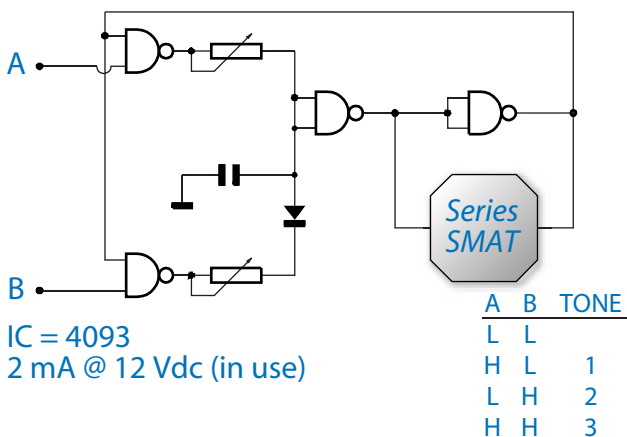 A
B
Series
SMAT
IC = 4093
2 mA @ 12 Vdc (in use)
A B TONE
L L
H L 1
L H 2
H H 3